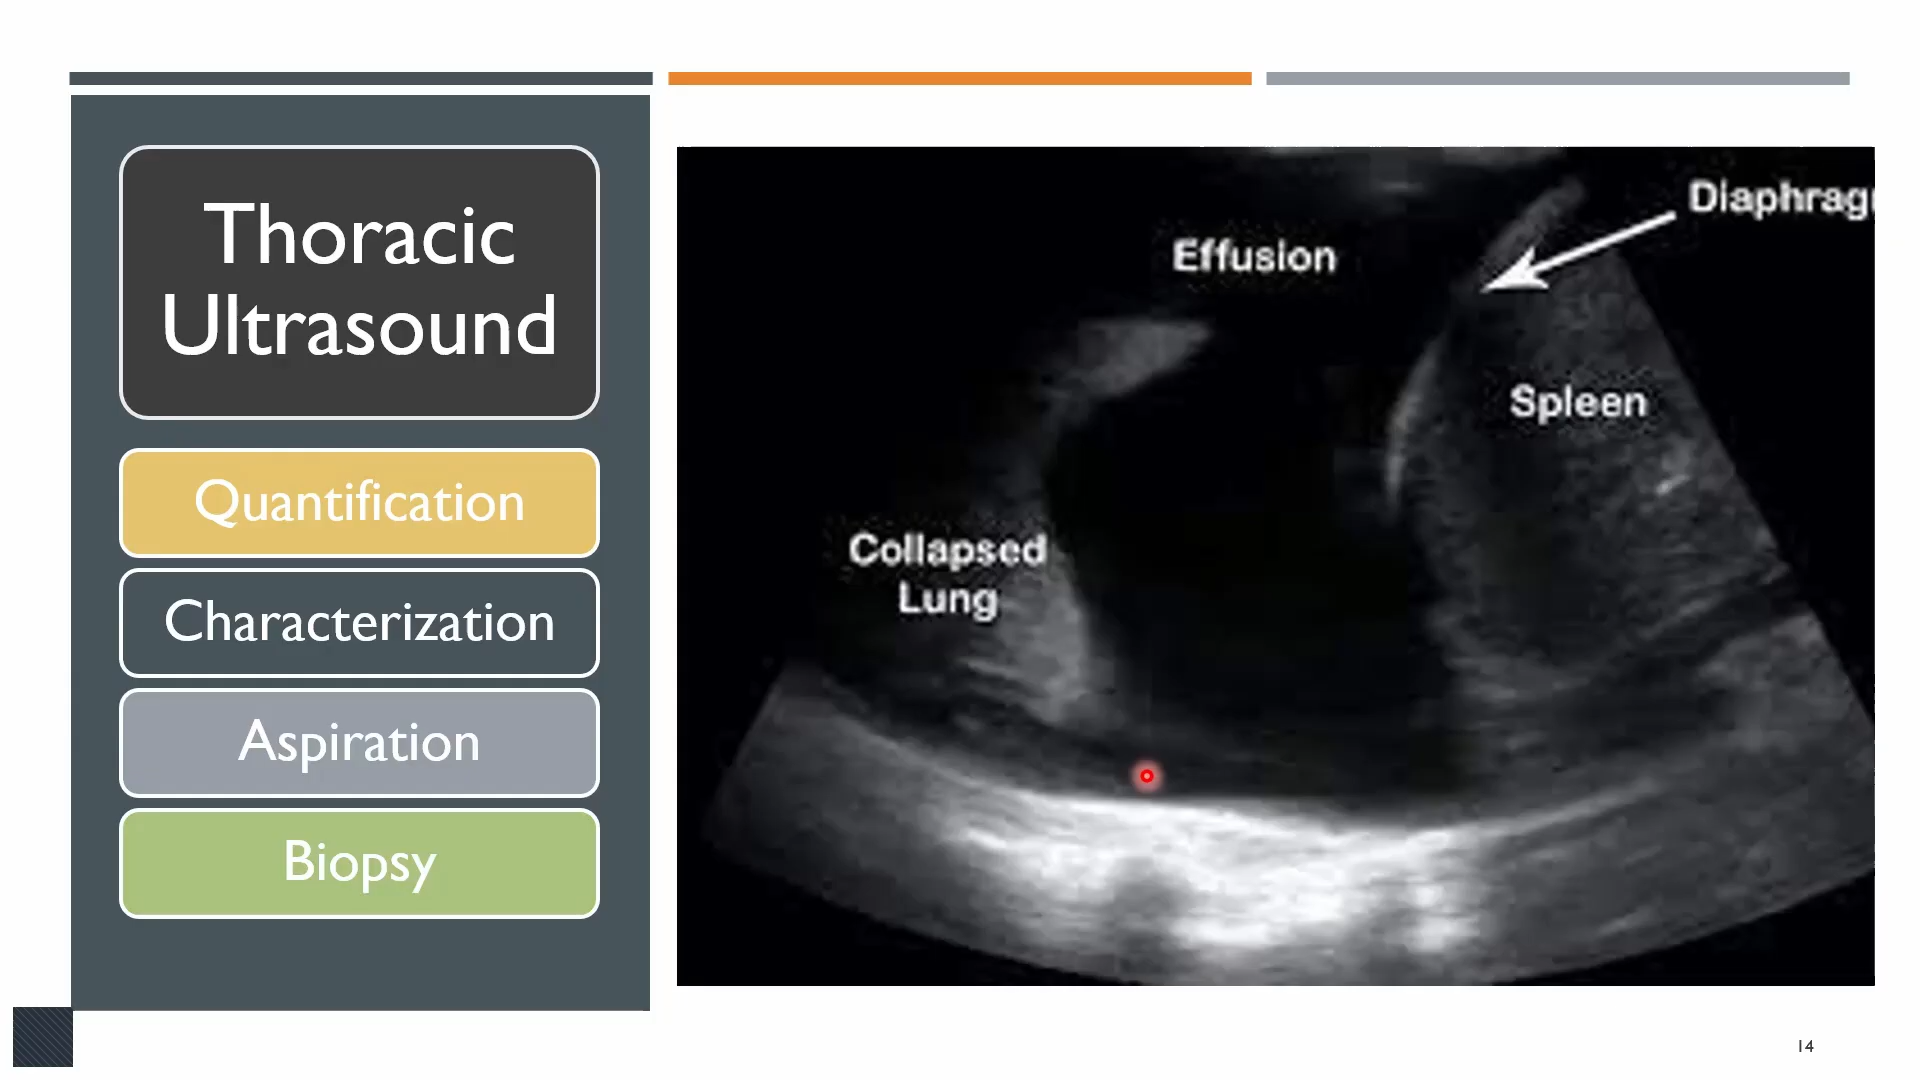 Thoracic
Ultrasound
Quantification
Characterization
Aspiration
Biopsy
Diaphrag
Effusion
Spleen
Collapsed
Lung
14